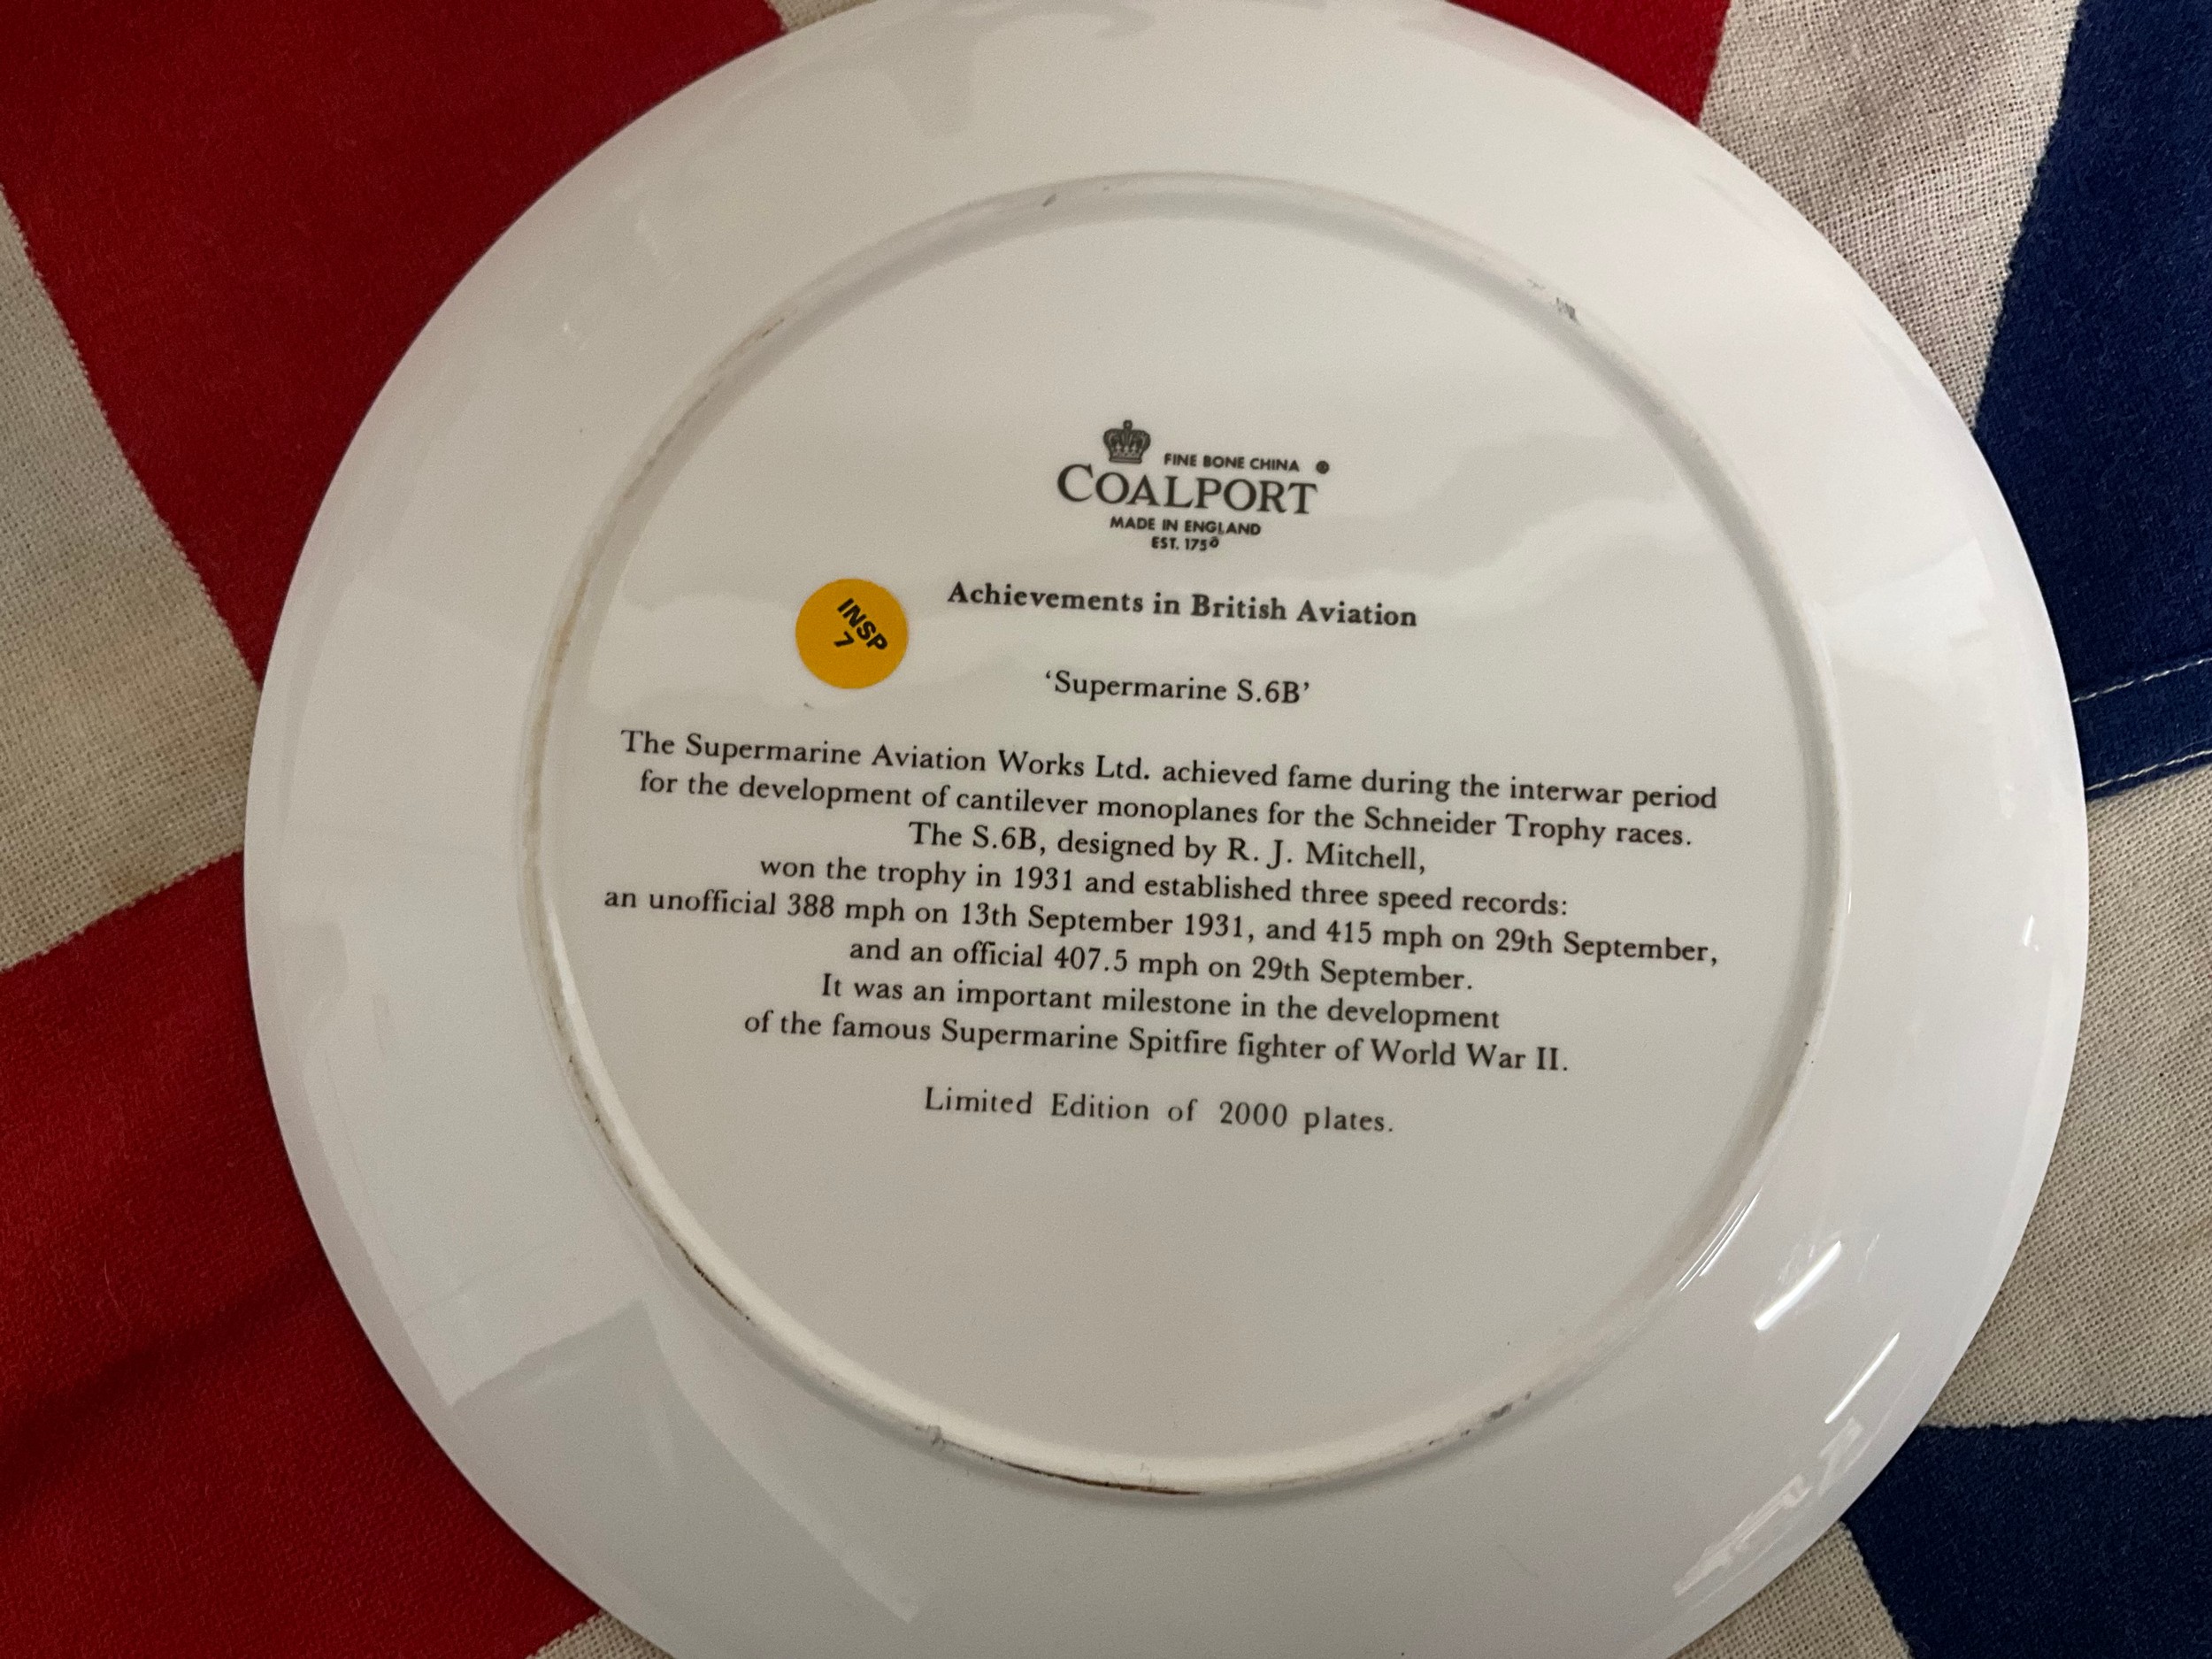 FINE BONE CHINA ®
COALPORT
MADE IN ENGLAND
EST. 1750
INSP
7
Achievements in British Aviation
‘Supermarine S.6B’
The Supermarine Aviation Works Ltd. achieved fame during the interwar period
for the development of cantilever monoplanes for the Schneider Trophy races.
The S.6B, designed by R. J. Mitchell,
won the trophy in 1931 and established three speed records:
an unofficial 388 mph on 13th September 1931, and 415 mph on 29th September,
and an official 407.5 mph on 29th September.
It was an important milestone in the development
of the famous Supermarine Spitfire fighter of World War II.
Limited Edition of 2000 plates.